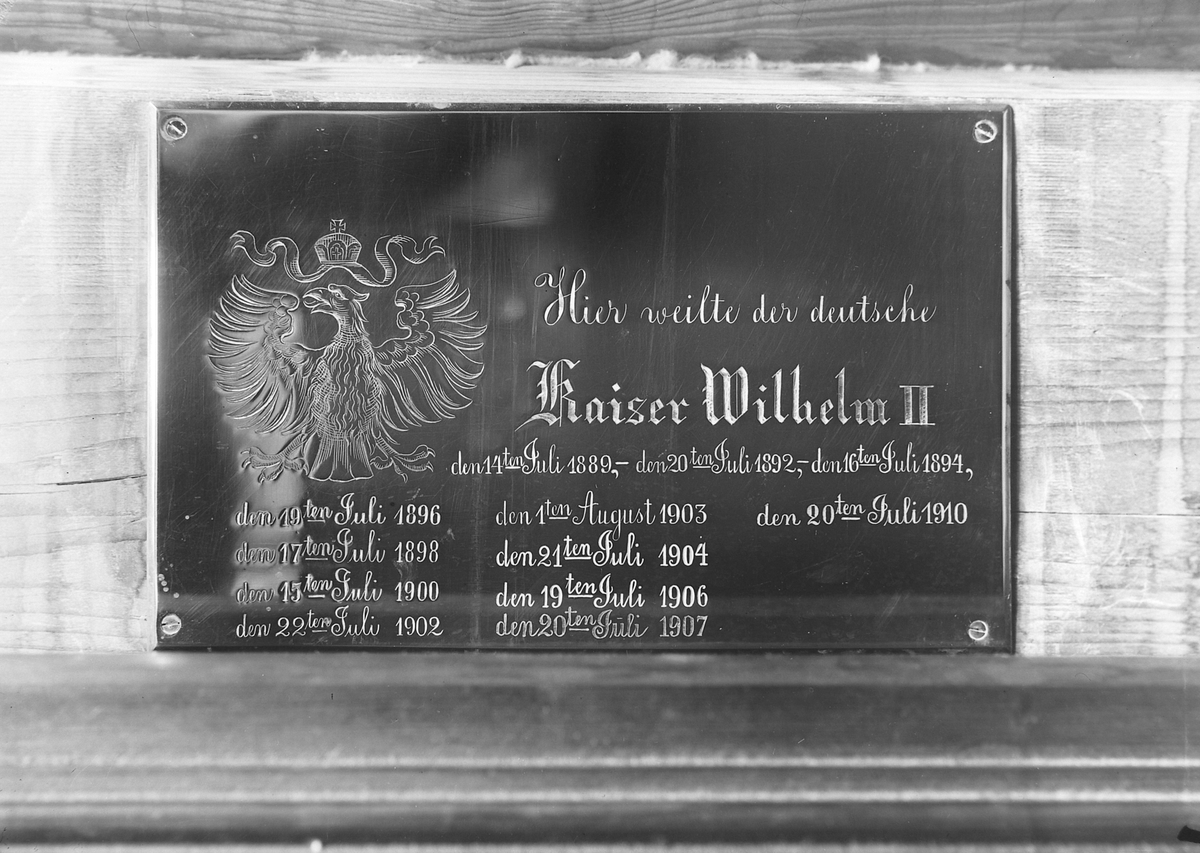 Hier weilte der deutsche
Kaiser Wilhelm II
den 14ten Juli 1889,– den 20ten Juli 1892,– den 16ten Juli 1894,
den 19ten Juli 1896 den 1ten August 1903 den 20ten Juli 1910
den 17ten Juli 1898 den 21ten Juli 1904
den 15ten Juli 1900 den 19ten Juli 1906
den 22ten Juli 1902 den 20ten Juli 1907